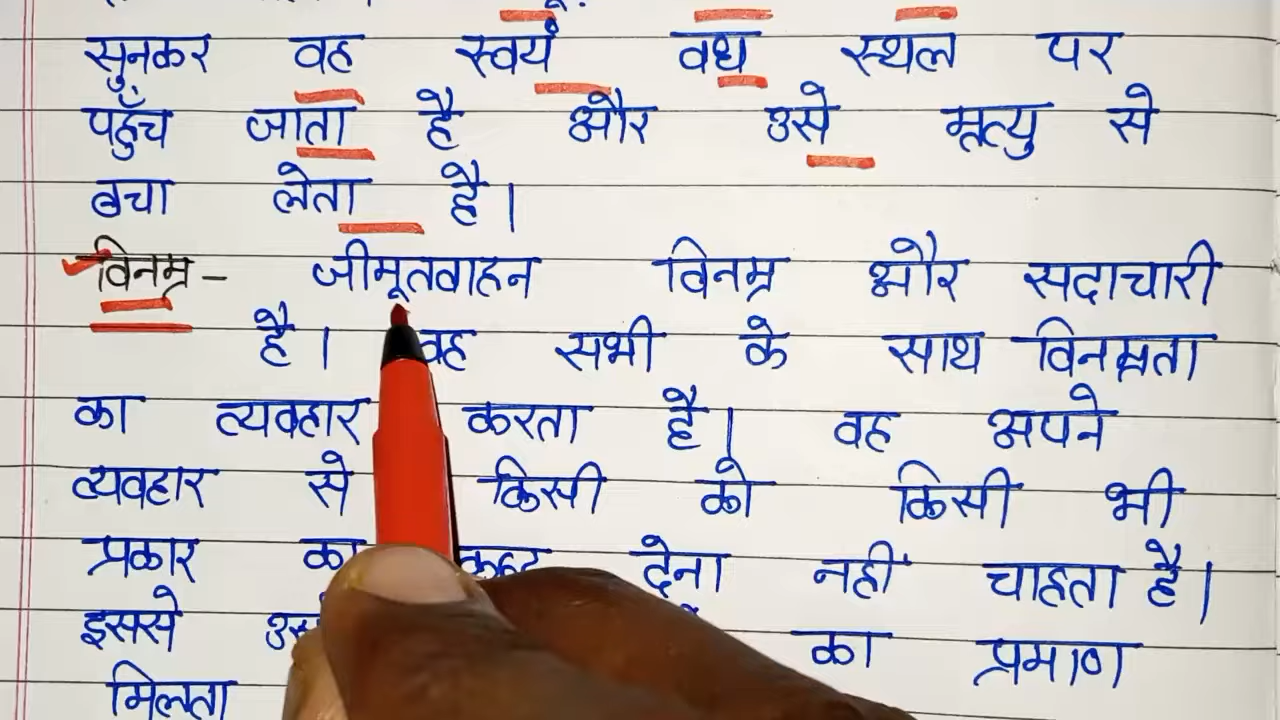 सुनकर वह स्वयं वध स्थल पर
पहुँच जाता है और उसे मृत्यु से
बचा लेता है।
विनम्र - जीमूतवाहन विनम्र और सदाचारी
है। वह सभी के साथ विनम्रता
का व्यवहार करता है। वह अपने
व्यवहार से किसी को किसी भी
प्रकार का कष्ट देना नहीं चाहता है।
इससे का प्रमाण
मिलता